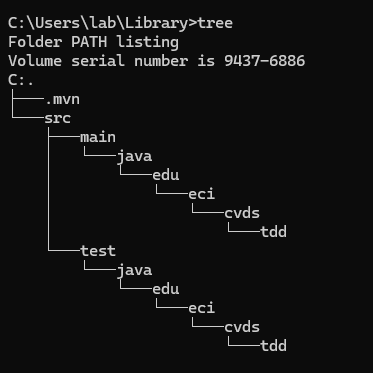 C:\Users\lab\Library>tree
Folder PATH listing
Volume serial number is 9437-6886
C:.
├───.mvn
└───src
    ├───main
    │   └───java
    │       └───edu
    │           └───eci
    │               └───cvds
    │                   └───tdd
    └───test
        └───java
            └───edu
                └───eci
                    └───cvds
                        └───tdd